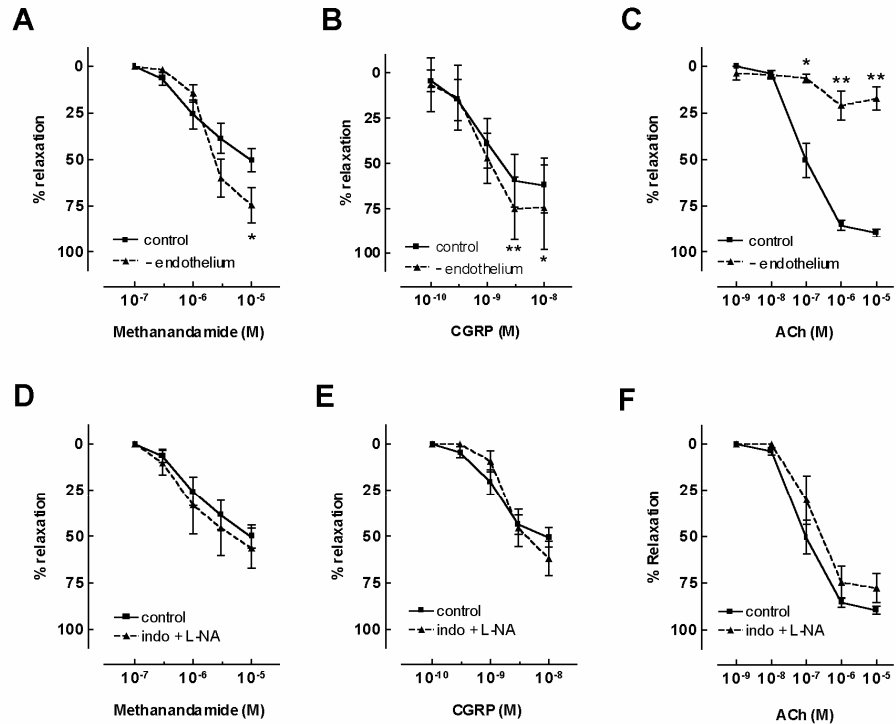 A
% relaxation
0
25
50
75
100
*
control
– endothelium
10-7
10-6
10-5
Methanandamide (M)
B
% relaxation
0
25
50
75
100
**
*
control
– endothelium
10-10
10-9
10-8
CGRP (M)
C
% relaxation
0
25
50
75
100
*
**
**
control
– endothelium
10-9
10-8
10-7
10-6
10-5
ACh (M)
D
% relaxation
0
25
50
75
100
control
indo + L-NA
10-7
10-6
10-5
Methanandamide (M)
E
% relaxation
0
25
50
75
100
control
indo + L-NA
10-10
10-9
10-8
CGRP (M)
F
% Relaxation
0
25
50
75
100
control
indo + L-NA
10-9
10-8
10-7
10-6
10-5
ACh (M)